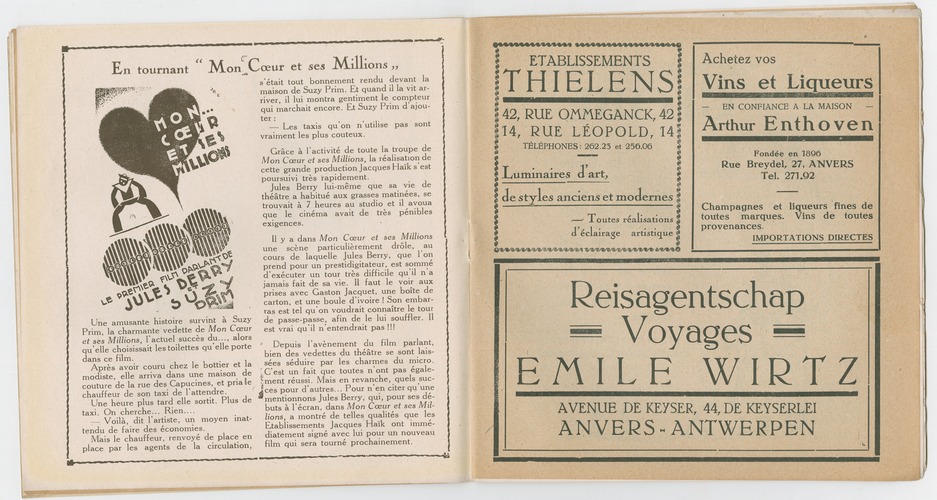 En tournant " Mon Cœur et ses Millions „
MON...
CŒUR
ET SES
MILLIONS
LE PREMIER FILM PARLANT DE
JULES BERRY
ET
SUZY
PRIM
Une amusante histoire survint à Suzy
Prim, la charmante vedette de Mon Cœur
et ses Millions, l'actuel succès du..., alors
qu'elle choisissait les toilettes qu'elle porte
dans ce film.
Après avoir couru chez le bottier et la
modiste, elle arriva dans une maison de
couture de la rue des Capucines, et pria le
chauffeur de son taxi de l'attendre.
Une heure plus tard elle sortit. Plus de
taxi. On cherche... Rien....
— Voilà, dit l'artiste, un moyen inat-
tendu de faire des économies.
Mais le chauffeur, renvoyé de place en
place par les agents de la circulation,
s'était tout bonnement rendu devant la
maison de Suzy Prim. Et quand il la vit ar-
river, il lui montra gentiment le compteur
qui marchait encore. Et Suzy Prim d'ajou-
ter :
— Les taxis qu'on n'utilise pas sont
vraiment les plus couteux.
Grâce à l'activité de toute la troupe de
Mon Cœur et ses Millions, la réalisation de
cette grande production Jacques Haïk s'est
poursuivi très rapidement.
Jules Berry lui-même que sa vie de
théâtre a habitué aux grasses matinées, se
trouvait à 7 heures au studio et il avoua
que le cinéma avait de très pénibles
exigences.
Il y a dans Mon Cœur et ses Millions
une scène particulièrement drôle, au
cours de laquelle Jules Berry, que l'on
prend pour un prestidigitateur, est sommé
d'exécuter un tour très difficile qu'il n'a
jamais fait de sa vie. Il faut le voir aux
prises avec Gaston Jacquet, une boîte de
carton, et une boule d'ivoire ! Son embar-
ras est tel qu'on voudrait connaître le tour
de passe-passe, afin de le lui souffler. Il
est vrai qu'il n'entendrait pas !!!
Depuis l'avènement du film parlant,
bien des vedettes du théâtre se sont lais-
sées séduire par les charmes du micro.
C'est un fait que toutes n'ont pas égale-
ment réussi. Mais en revanche, quels suc-
cès pour d'autres... Pour n'en citer qu'une
mentionnons Jules Berry, qui, pour ses dé-
buts à l'écran, dans Mon Cœur et ses Mil-
lions, a montré de telles qualités que les
Etablissements Jacques Haïk ont immé-
diatement signé avec lui pour un nouveau
film qui sera tourné prochainement.
ETABLISSEMENTS
THIELENS
42, RUE OMMEGANCK, 42
14, RUE LÉOPOLD, 14
TÉLÉPHONES : 262.25 et 256.06
Luminaires d'art,
de styles anciens et modernes
— Toutes réalisations
d'éclairage artistique
Achetez vos
Vins et Liqueurs
— EN CONFIANCE A LA MAISON —
Arthur Enthoven
Fondée en 1896
Rue Breydel, 27, ANVERS
Tel. 271,92
Champagnes et liqueurs fines de
toutes marques. Vins de toutes
provenances.
IMPORTATIONS DIRECTES
Reisagentschap
Voyages
EMILE WIRTZ
AVENUE DE KEYSER, 44, DE KEYSERLEI
ANVERS - ANTWERPEN